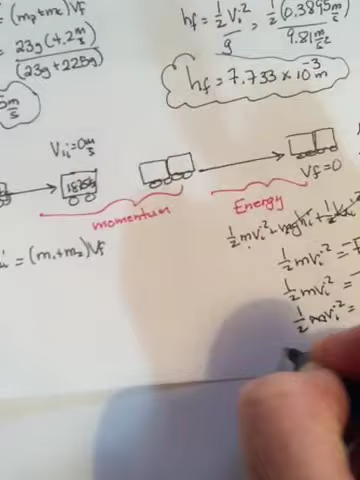 (mp+mc)Vf
= 23g(4.2 m/s)
(23g+225g)
m/s
hf = ½Vi² / g = ½(0.3895 m/s)
9.81 m/s²
hf = 7.733 × 10⁻³ m
V₁i = 0 m/s
Vf = 0
momentum
Energy
= (m₁+m₂)Vf
½mvi²
½mvi² =
½mvi² =
½mvi² =